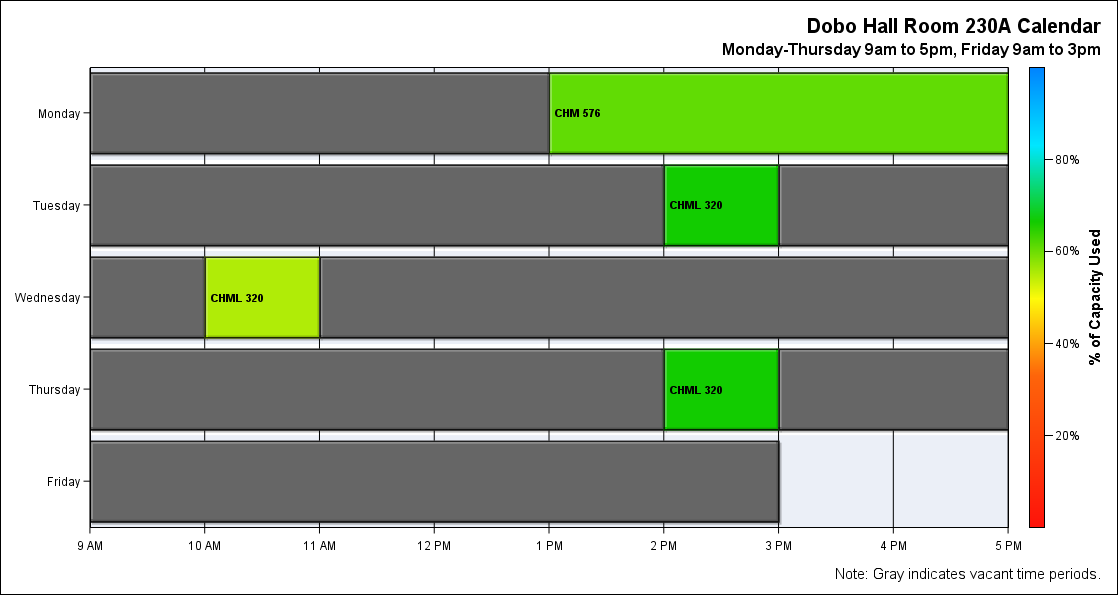 Dobo Hall Room 230A Calendar
Monday-Thursday 9am to 5pm, Friday 9am to 3pm
Monday
CHM 576
Tuesday
CHML 320
Wednesday
CHML 320
Thursday
CHML 320
Friday
9 AM 10 AM 11 AM 12 PM 1 PM 2 PM 3 PM 4 PM 5 PM
80%
60%
40%
20%
% of Capacity Used
Note: Gray indicates vacant time periods.